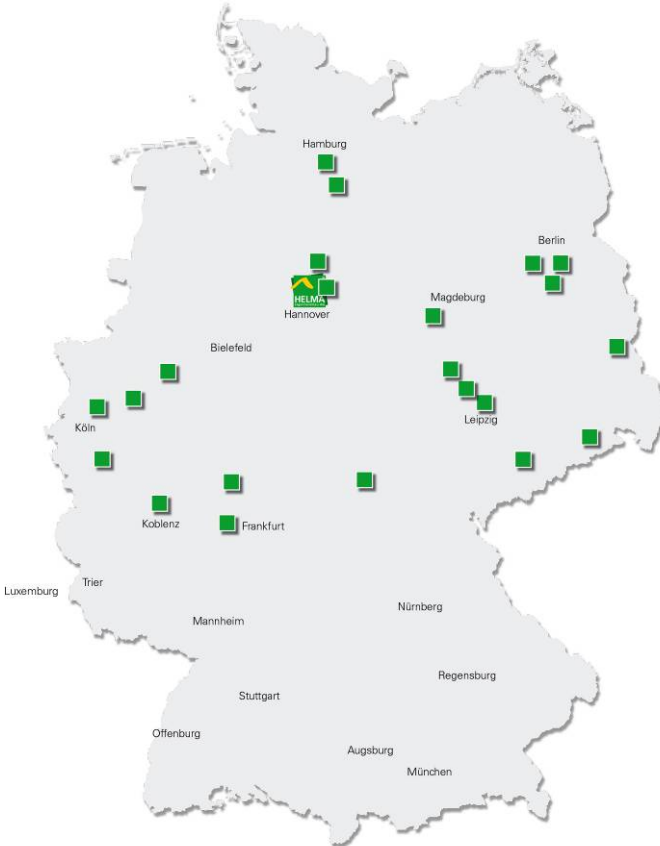 Hamburg
Berlin
HELMA
Magdeburg
Hannover
Bielefeld
Leipzig
Köln
Koblenz
Frankfurt
Trier
Luxemburg
Nürnberg
Mannheim
Regensburg
Stuttgart
Offenburg
Augsburg
München